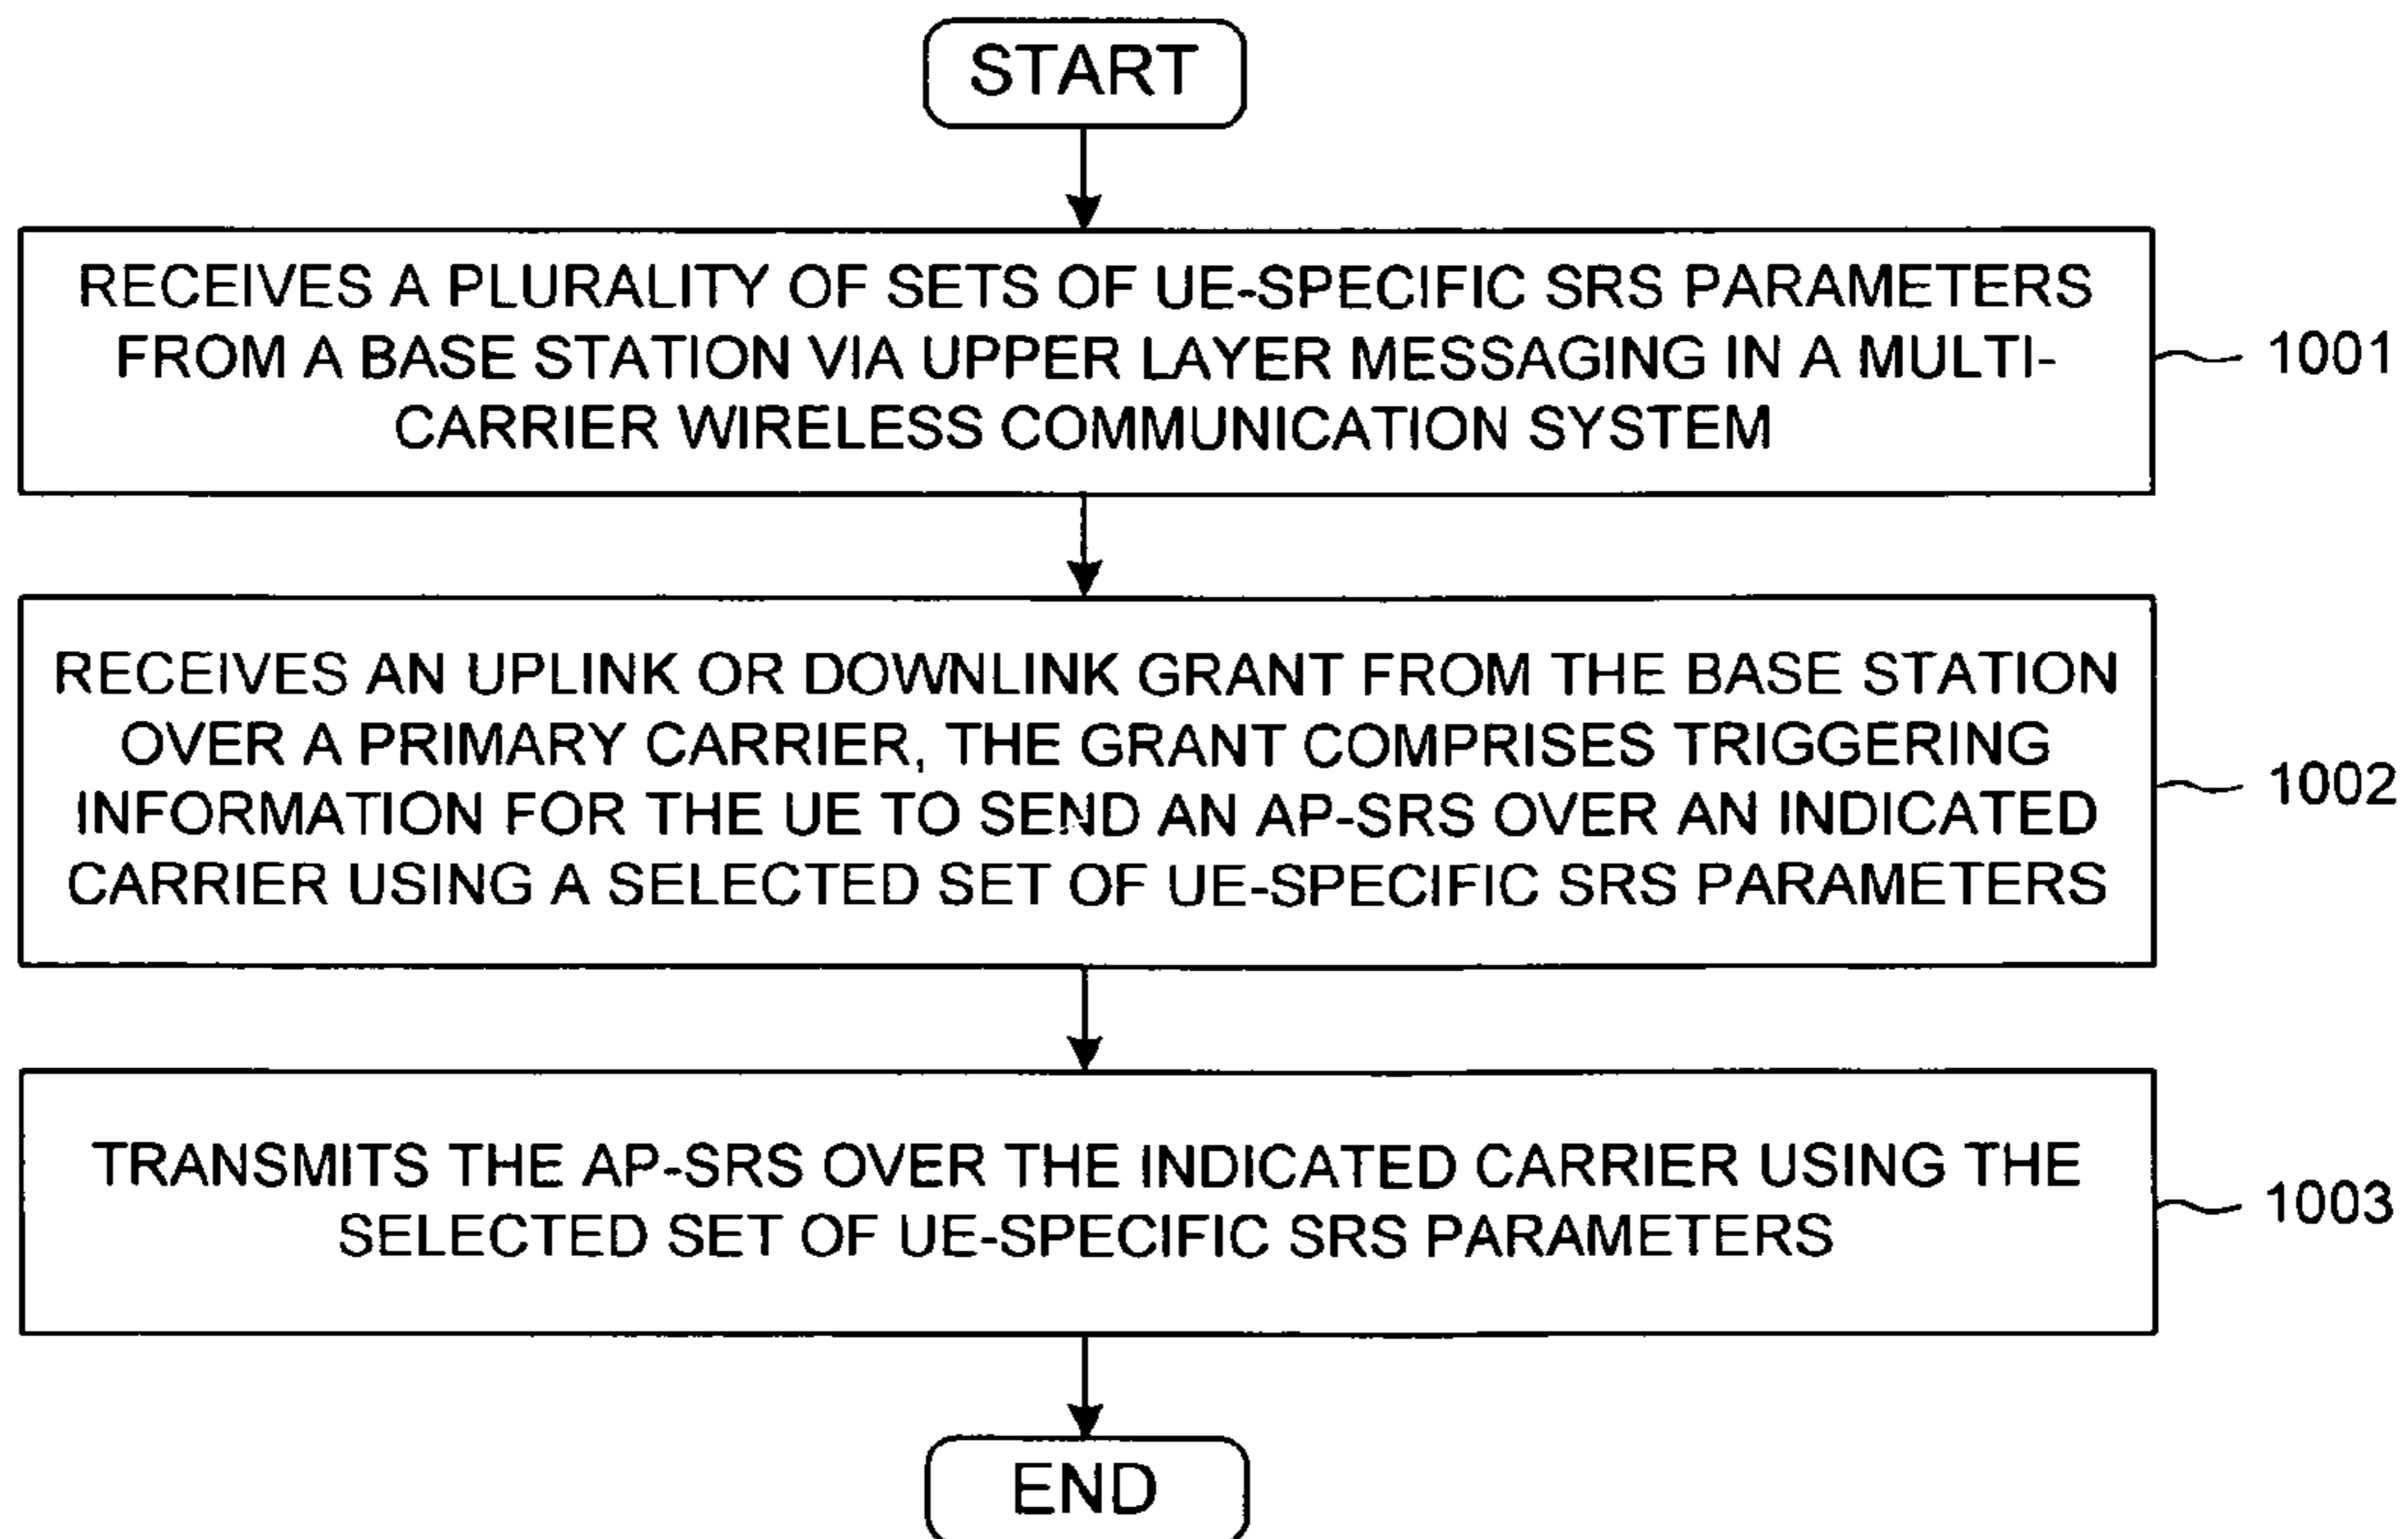 START
RECEIVES A PLURALITY OF SETS OF UE-SPECIFIC SRS PARAMETERS
FROM A BASE STATION VIA UPPER LAYER MESSAGING IN A MULTI-
CARRIER WIRELESS COMMUNICATION SYSTEM
1001
RECEIVES AN UPLINK OR DOWNLINK GRANT FROM THE BASE STATION
OVER A PRIMARY CARRIER, THE GRANT COMPRISES TRIGGERING
INFORMATION FOR THE UE TO SEND AN AP-SRS OVER AN INDICATED
CARRIER USING A SELECTED SET OF UE-SPECIFIC SRS PARAMETERS
1002
TRANSMITS THE AP-SRS OVER THE INDICATED CARRIER USING THE
SELECTED SET OF UE-SPECIFIC SRS PARAMETERS
1003
END